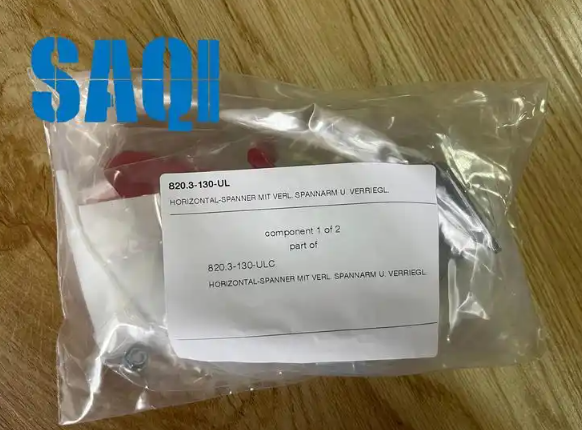 SAQI
820.3-130-UL
HORIZONTAL-SPANNER MIT VERL. SPANNARM U. VERRIEGL.
component 1 of 2
part of
820.3-130-ULC
HORIZONTAL-SPANNER MIT VERL. SPANNARM U. VERRIEGL.